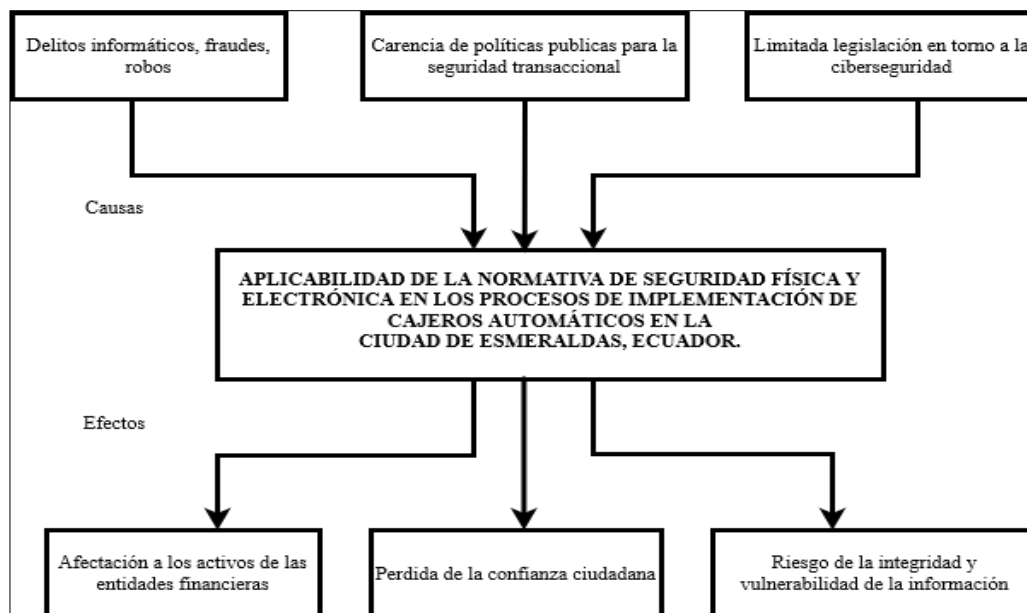 Delitos informáticos, fraudes,
robos
Carencia de políticas publicas para la
seguridad transaccional
Limitada legislación en torno a la
ciberseguridad
Causas
APLICABILIDAD DE LA NORMATIVA DE SEGURIDAD FÍSICA Y
ELECTRÓNICA EN LOS PROCESOS DE IMPLEMENTACIÓN DE
CAJEROS AUTOMÁTICOS EN LA
CIUDAD DE ESMERALDAS, ECUADOR.
Efectos
Afectación a los activos de las
entidades financieras
Perdida de la confianza ciudadana
Riesgo de la integridad y
vulnerabilidad de la información